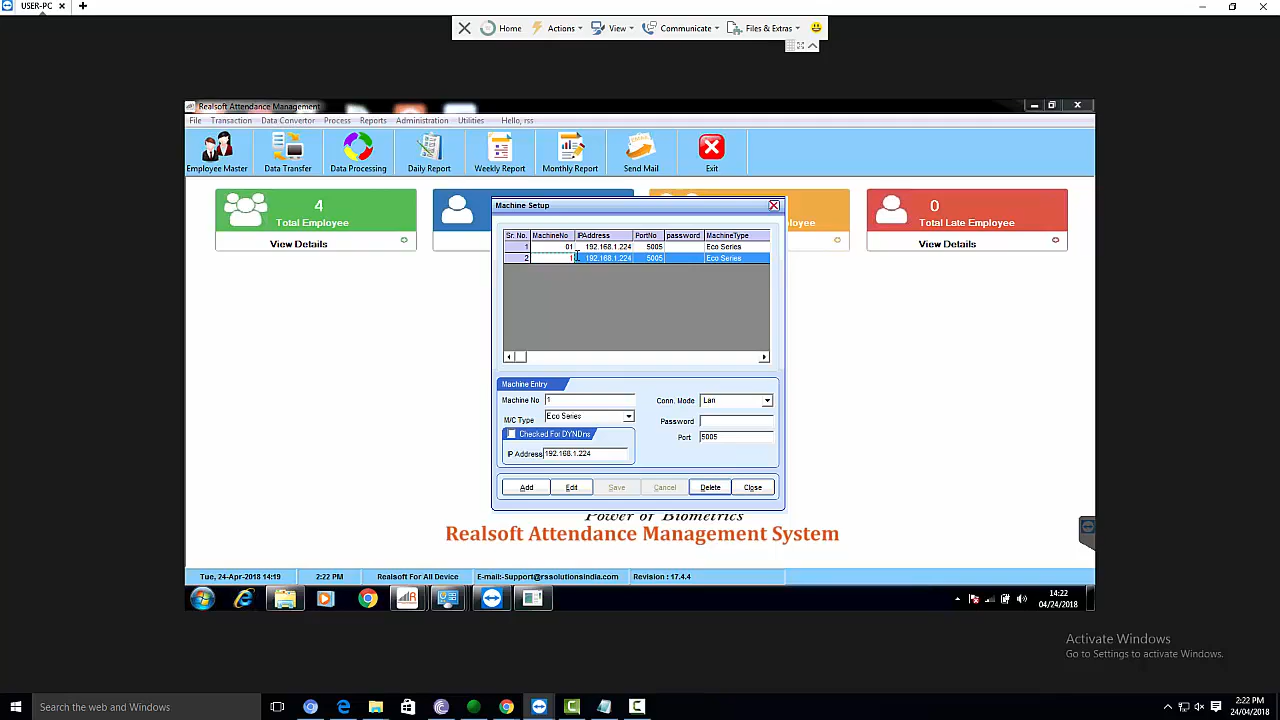 USER-PC
Home
Actions
View
Communicate
Files & Extras
Realsoft Attendance Management
File Transaction Data Convertor Process Reports Administration Utilities Hello, rss
Employee Master Data Transfer Data Processing Daily Report Weekly Report Monthly Report Send Mail Exit
4
Total Employee
View Details
0
Total Late Employee
View Details
Machine Setup
Sr. No. MachineNo IPAddress PortNo password MachineType
1 01 192.168.1.224 5005 Eco Series
2 1 192.168.1.224 5005 Eco Series
Machine Entry
Machine No 1
Conn. Mode Lan
M/C Type Eco Series
Password
Checked For DYNDns
Port 5005
IP Address 192.168.1.224
Add Edit Save Cancel Delete Close
Power of Biometrics
Realsoft Attendance Management System
Tue, 24-Apr-2018 14:19 2:22 PM Realsoft For All Device E-mail:-Support@rssolutionsindia.com Revision : 17.4.4
14:22
04/24/2018
Activate Windows
Go to Settings to activate Windows.
Search the web and Windows
2:22 PM
24/04/2018